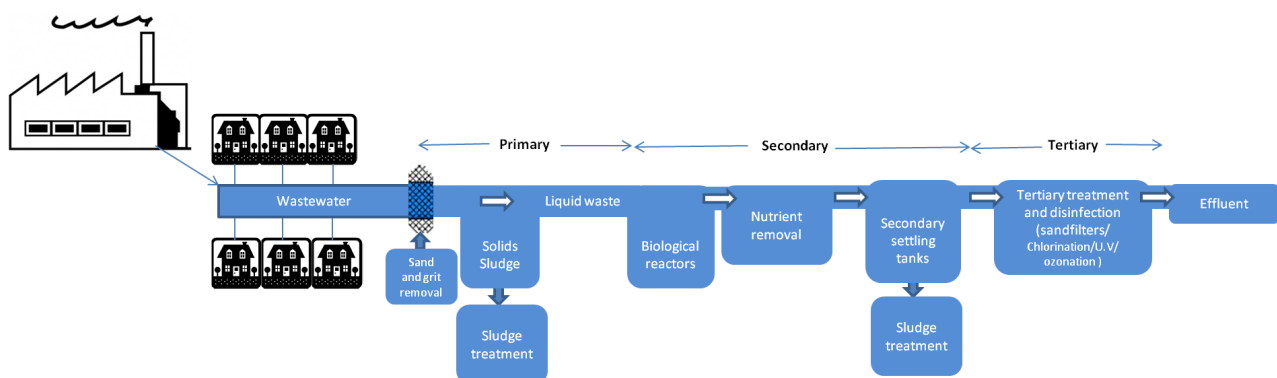 Primary
Secondary
Tertiary
Wastewater
Sand
and grit
removal
Solids
Sludge
Sludge
treatment
Liquid waste
Biological
reactors
Nutrient
removal
Secondary
settling
tanks
Sludge
treatment
Tertiary treatment
and disinfection
(sandfilters/
Chlorination/U.V/
ozonation )
Effluent